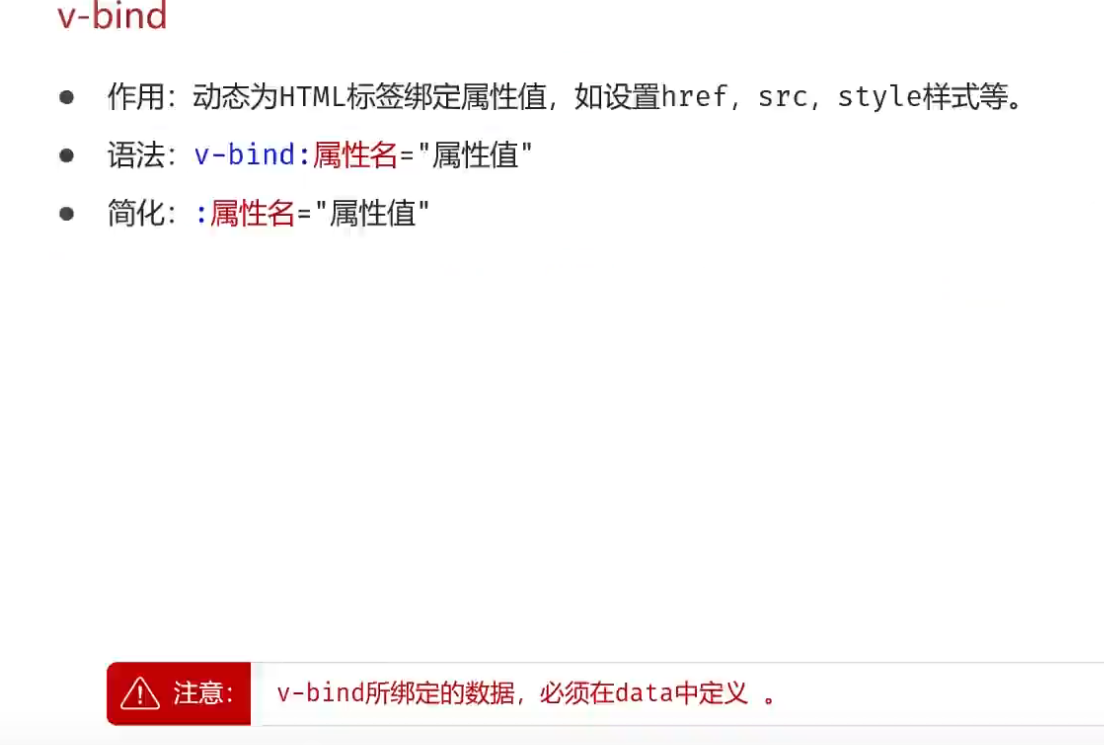 v-bind
● 作用：动态为HTML标签绑定属性值，如设置href，src，style样式等。
● 语法：v-bind:属性名="属性值"
● 简化：:属性名="属性值"
注意：v-bind所绑定的数据，必须在data中定义 。